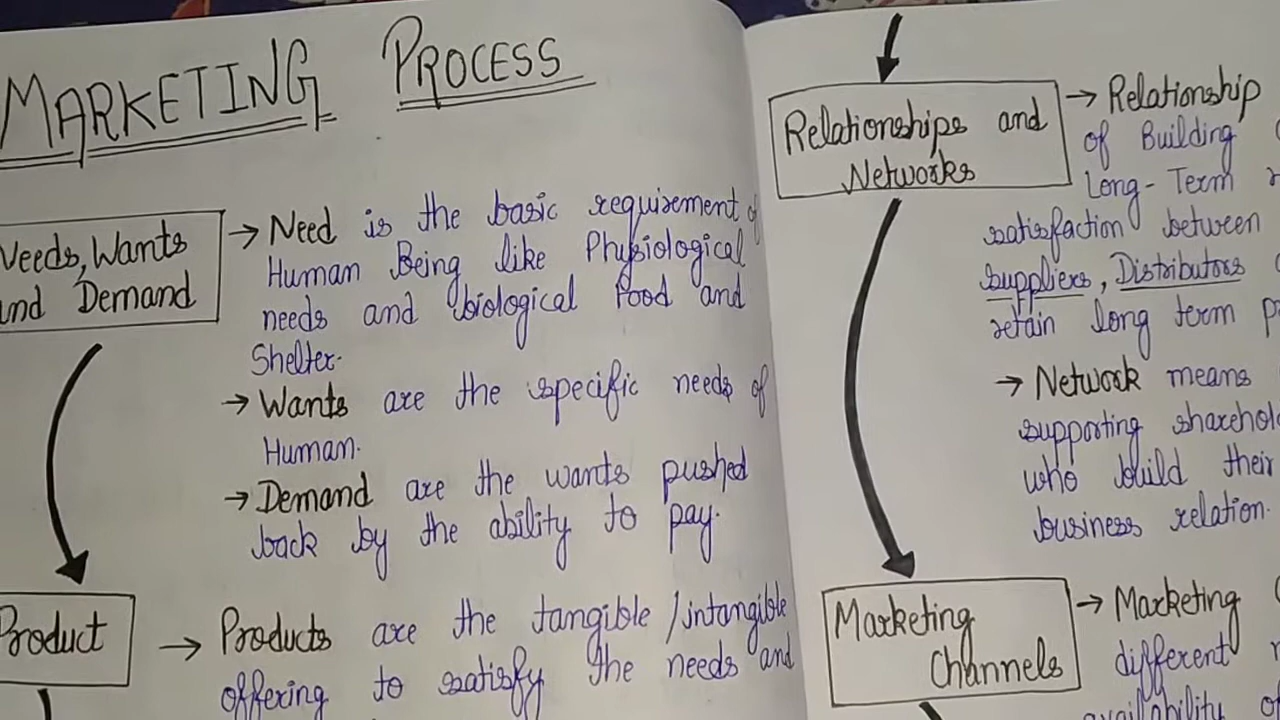 MARKETING PROCESS
Needs, Wants
and Demand
→ Need is the basic requirement of
Human Being like Physiological
needs and biological Food and
Shelter.
→ Wants are the specific needs of
Human.
→ Demand are the wants pushed
back by the ability to pay.
Product
→ Products are the tangible / intangible
offering to satisfy the needs and
Relationships and
Networks
→ Relationship
of Building
Long-Term
satisfaction between
suppliers, Distributors
retain long term
→ Network means
supporting
who build their
business relation.
Marketing
Channels
→ Marketing
different
availability of